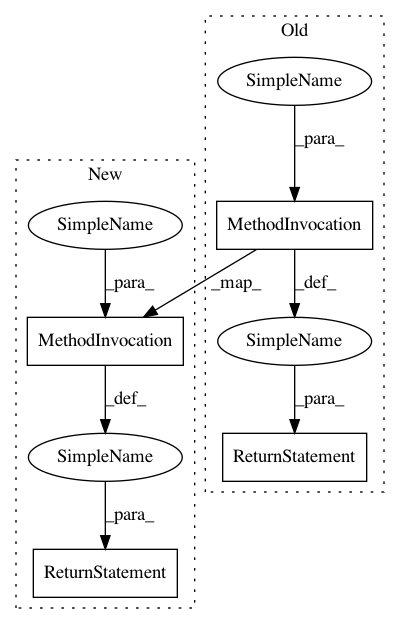 Old
SimpleName
New
_para_
SimpleName
MethodInvocation
_para_
_map_
_def_
MethodInvocation
SimpleName
_def_
_para_
SimpleName
ReturnStatement
_para_
ReturnStatement